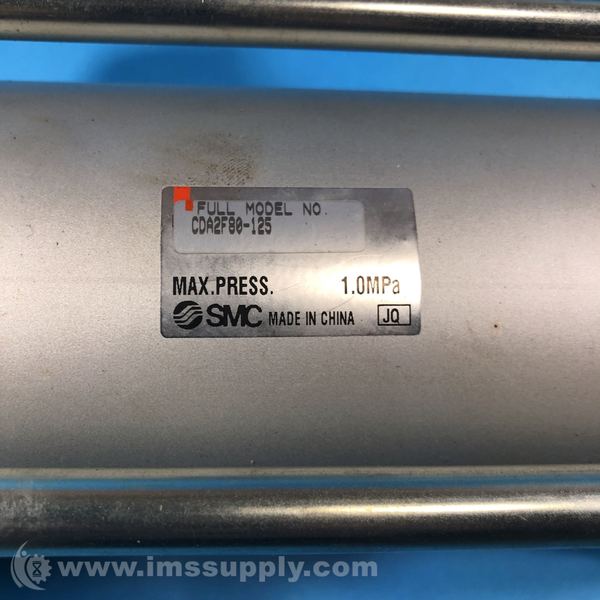 FULL MODEL NO.
CDA2F80-125
MAX.PRESS. 1.0MPa
SMC MADE IN CHINA JQ
www.imssupply.com